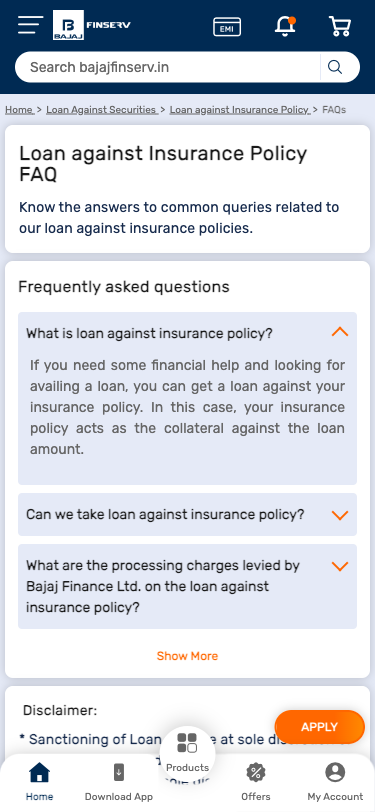 B
BAJAJ
FINSERV
EMI
Search bajajfinserv.in
Home > Loan Against Securities > Loan against Insurance Policy > FAQs
Loan against Insurance Policy
FAQ
Know the answers to common queries related to
our loan against insurance policies.
Frequently asked questions
What is loan against insurance policy?
If you need some financial help and looking for
availing a loan, you can get a loan against your
insurance policy. In this case, your insurance
policy acts as the collateral against the loan
amount.
Can we take loan against insurance policy?
What are the processing charges levied by
Bajaj Finance Ltd. on the loan against
insurance policy?
Show More
Disclaimer:
* Sanctioning of Loan at sole
APPLY
Home
Download App
Products
Offers
My Account